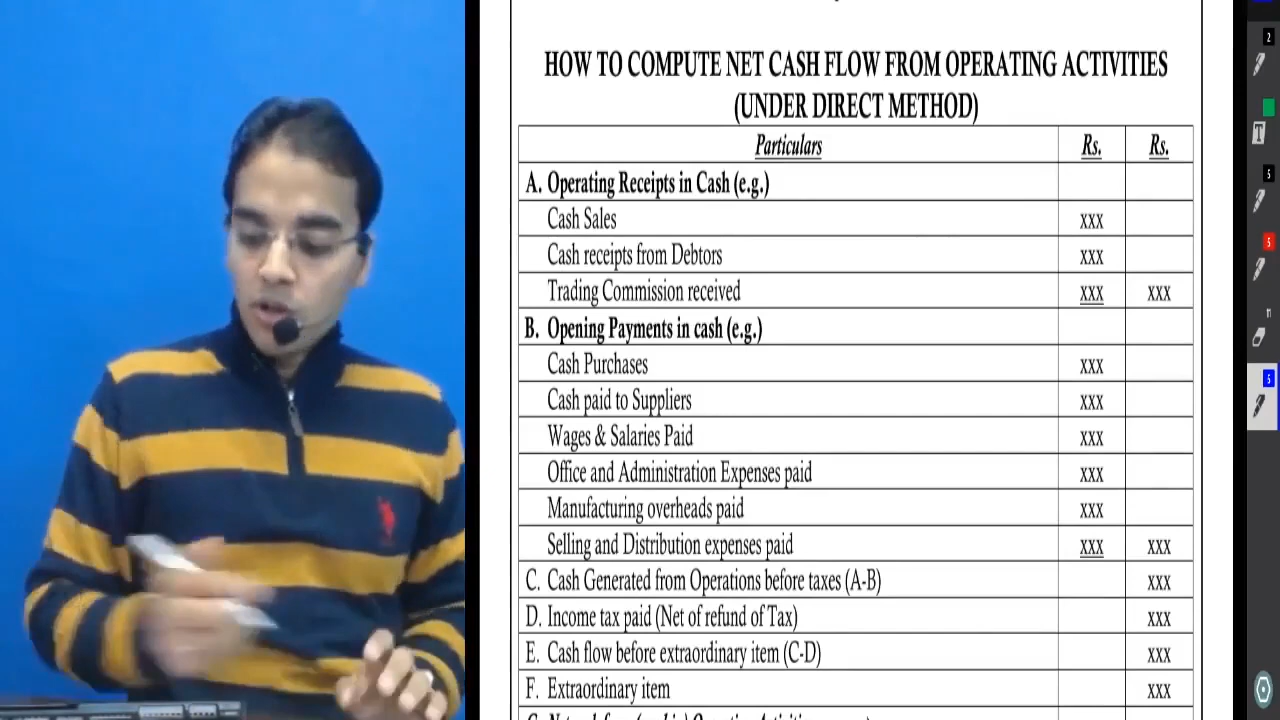 HOW TO COMPUTE NET CASH FLOW FROM OPERATING ACTIVITIES
(UNDER DIRECT METHOD)
Particulars Rs. Rs.
A. Operating Receipts in Cash (e.g.)
Cash Sales xxx
Cash receipts from Debtors xxx
Trading Commission received xxx xxx
B. Opening Payments in cash (e.g.)
Cash Purchases xxx
Cash paid to Suppliers xxx
Wages & Salaries Paid xxx
Office and Administration Expenses paid xxx
Manufacturing overheads paid xxx
Selling and Distribution expenses paid xxx xxx
C. Cash Generated from Operations before taxes (A-B) xxx
D. Income tax paid (Net of refund of Tax) xxx
E. Cash flow before extraordinary item (C-D) xxx
F. Extraordinary item xxx
2
T
5
5
5